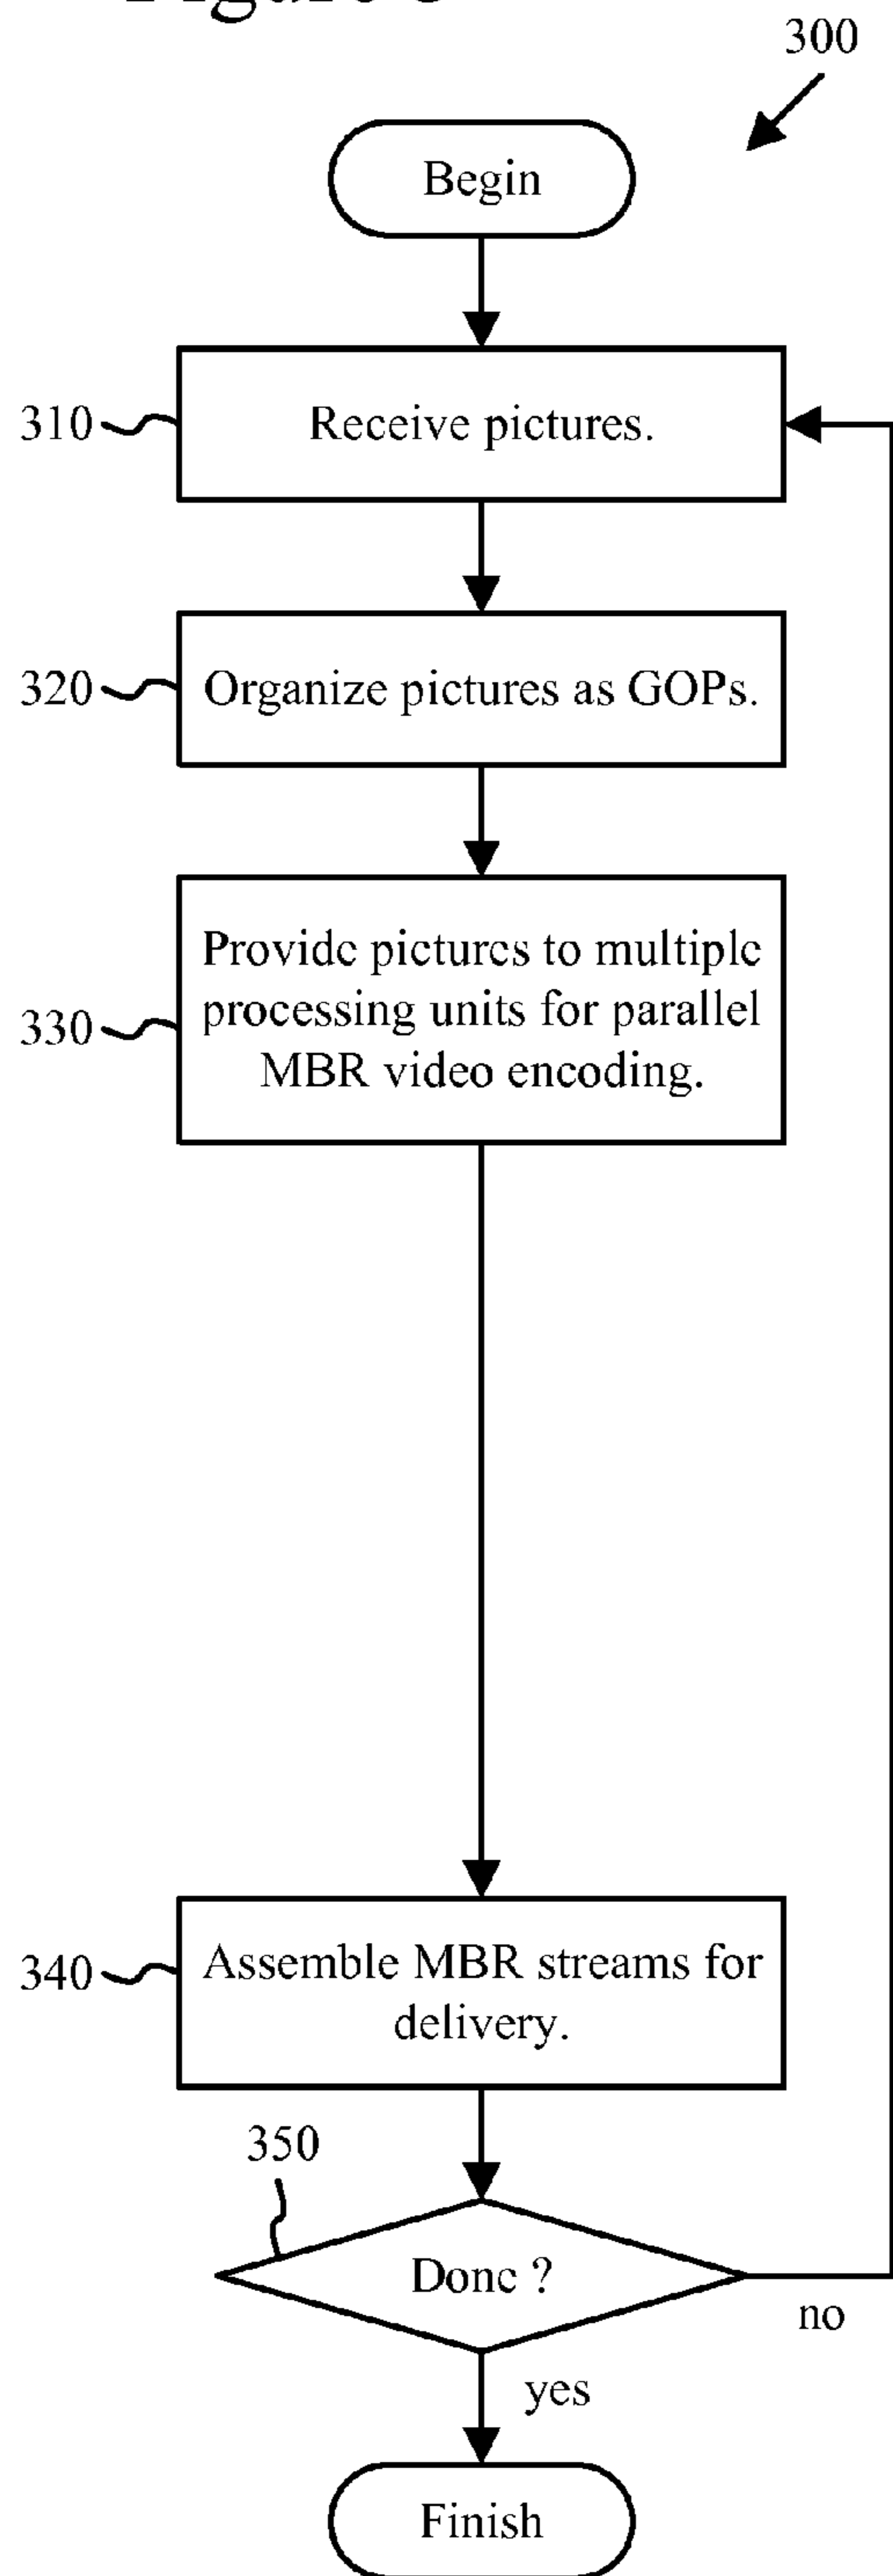 300
Begin
310
Receive pictures.
320
Organize pictures as GOPs.
330
Provide pictures to multiple
processing units for parallel
MBR video encoding.
340
Assemble MBR streams for
delivery.
350
Done ?
no
yes
Finish